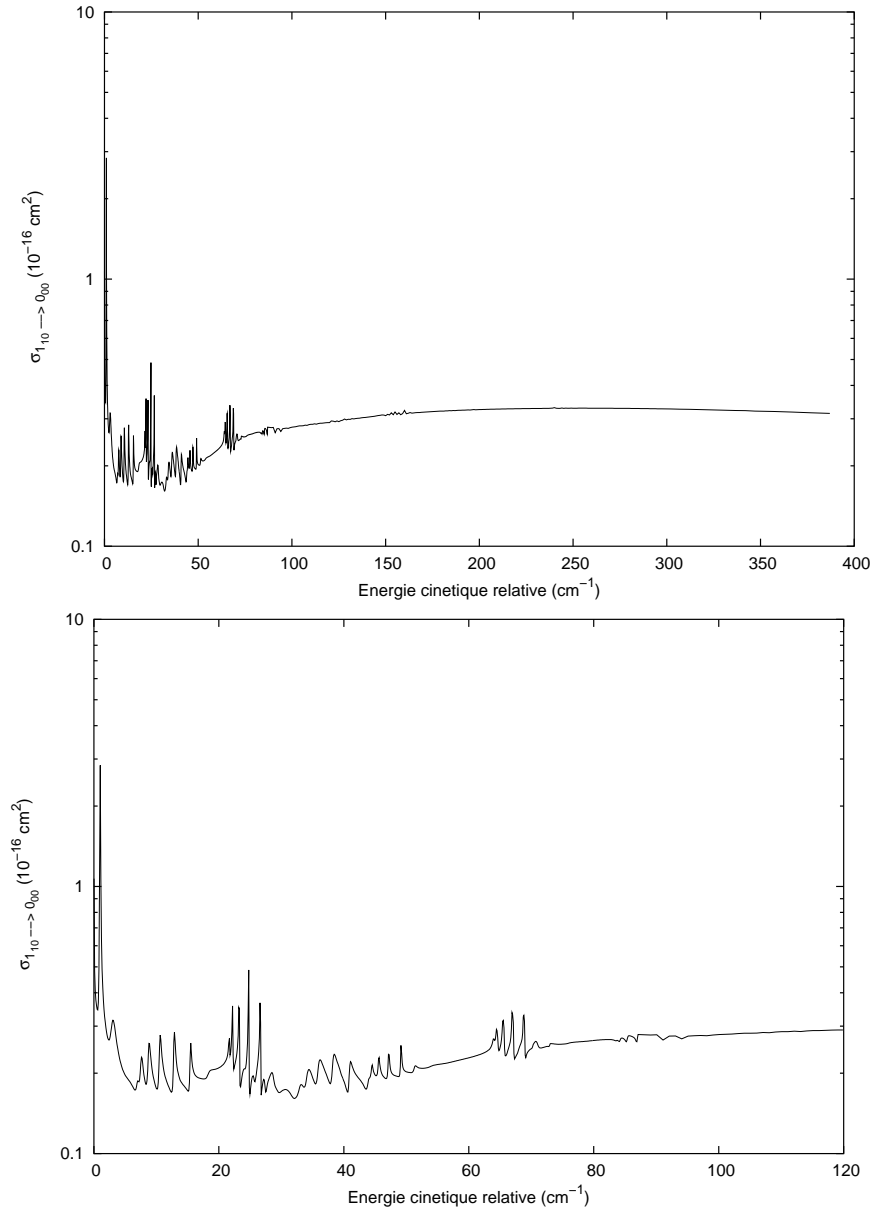 10
1
0.1
σ1₁₀ —> 0₀₀ (10⁻¹⁶ cm²)
0 50 100 150 200 250 300 350 400
Energie cinetique relative (cm⁻¹)
10
1
0.1
σ1₁₀ —> 0₀₀ (10⁻¹⁶ cm²)
0 20 40 60 80 100 120
Energie cinetique relative (cm⁻¹)